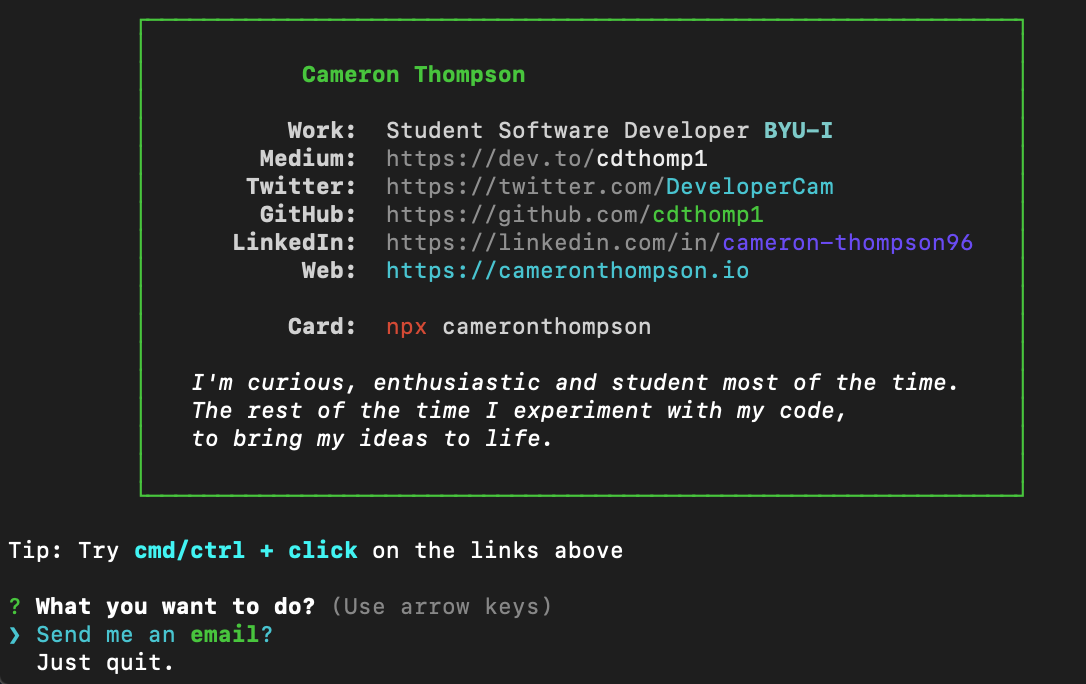 Cameron Thompson
Work: Student Software Developer BYU-I
Medium: https://dev.to/cdthomp1
Twitter: https://twitter.com/DeveloperCam
GitHub: https://github.com/cdthomp1
LinkedIn: https://linkedin.com/in/cameron-thompson96
Web: https://cameronthompson.io
Card: npx cameronthompson
I'm curious, enthusiastic and student most of the time.
The rest of the time I experiment with my code,
to bring my ideas to life.
Tip: Try cmd/ctrl + click on the links above
? What you want to do? (Use arrow keys)
❯ Send me an email?
Just quit.